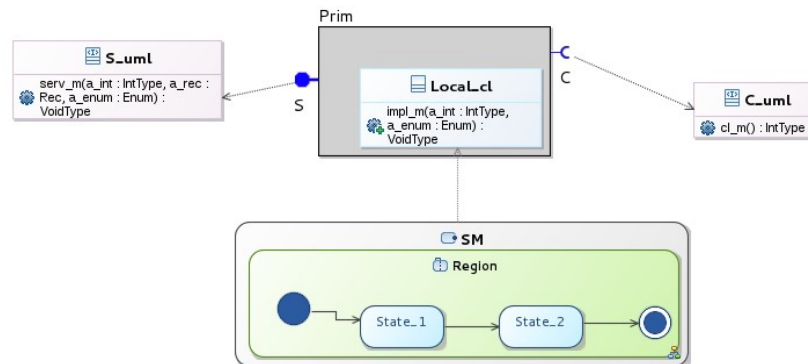 Prim
S_uml
serv_m(a_int : IntType, a_rec :
Rec, a_enum : Enum) :
VoidType
S
Local_cl
impl_m(a_int : IntType,
a_enum : Enum) :
VoidType
C
C_uml
cl_m() : IntType
SM
Region
State_1
State_2